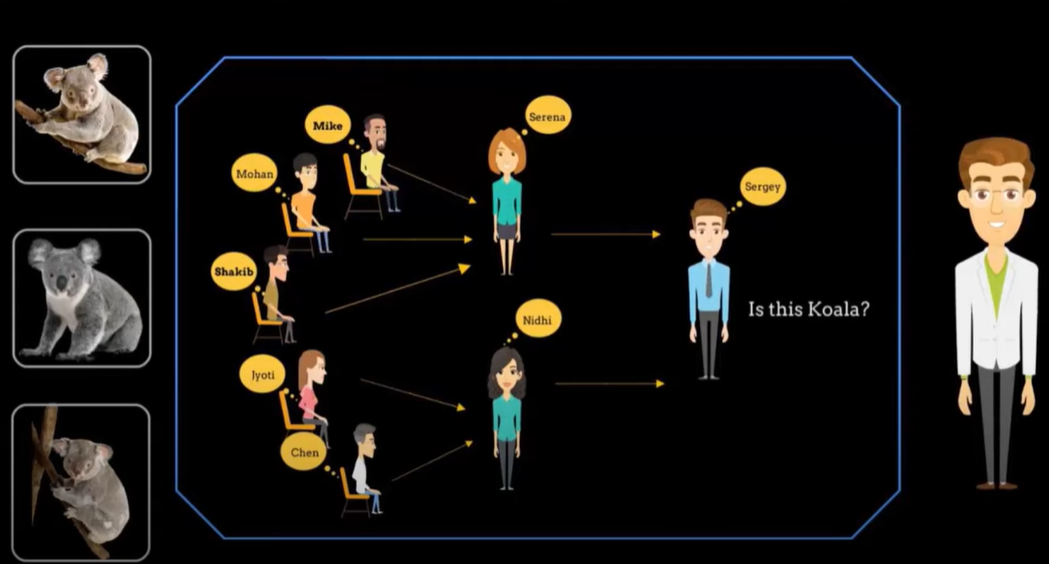 Mike
Serena
Mohan
Sergey
Shakib
Is this Koala?
Nidhi
Jyoti
Chen